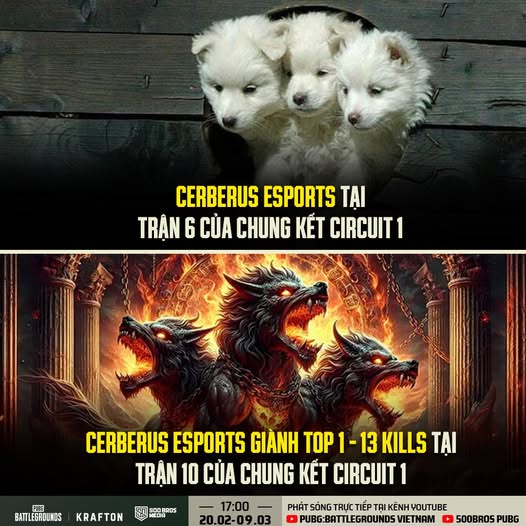 CERBERUS ESPORTS TẠI
TRẬN 6 CỦA CHUNG KẾT CIRCUIT 1
CERBERUS ESPORTS GIÀNH TOP 1 - 13 KILLS TẠI
TRẬN 10 CỦA CHUNG KẾT CIRCUIT 1
PUBG
BATTLEGROUNDS
KRAFTON
500 BROS
MEDIA
17:00
20.02-09.03
PHÁT SÓNG TRỰC TIẾP TẠI KÊNH YOUTUBE
PUBG:BATTLEGROUNDS VIETNAM
500BROS PUBG